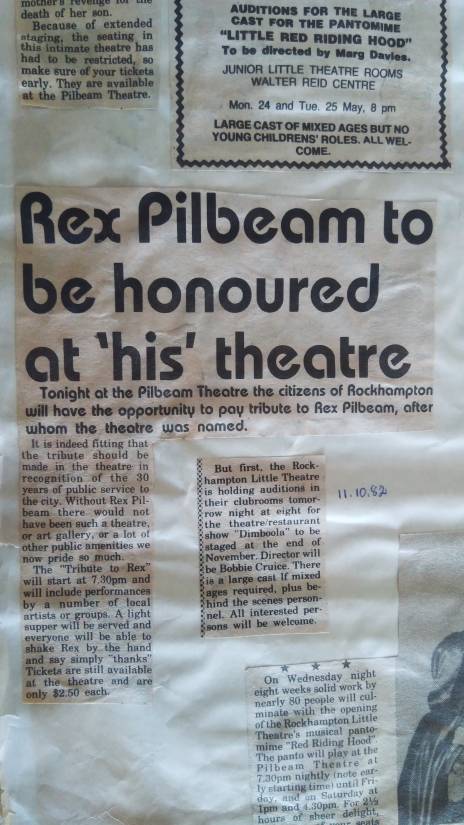 mother's revenge for the
death of her son.
Because of extended
staging, the seating in
this intimate theatre has
had to be restricted, so
make sure of your tickets
early. They are available
at the Pilbeam Theatre.
AUDITIONS FOR THE LARGE
CAST FOR THE PANTOMIME
"LITTLE RED RIDING HOOD"
To be directed by Marg Davies.
JUNIOR LITTLE THEATRE ROOMS
WALTER REID CENTRE
Mon. 24 and Tue. 25 May, 8 pm
LARGE CAST OF MIXED AGES BUT NO
YOUNG CHILDRENS' ROLES. ALL WEL-
COME.
Rex Pilbeam to
be honoured
at 'his' theatre
Tonight at the Pilbeam Theatre the citizens of Rockhampton
will have the opportunity to pay tribute to Rex Pilbeam, after
whom the theatre was named.
It is indeed fitting that
the tribute should be
made in the theatre in
recognition of the 30
years of public service to
the city. Without Rex Pil-
beam there would not
have been such a theatre,
or art gallery, or a lot of
other public amenities we
now pride so much.
The "Tribute to Rex"
will start at 7.30pm and
will include performances
by a number of local
artists or groups. A light
supper will be served and
everyone will be able to
shake Rex by the hand
and say simply "thanks"
Tickets are still available
at the theatre and are
only $2.50 each.
But first, the Rock-
hampton Little Theatre
is holding auditions in
their clubrooms tomor-
row night at eight for
the theatre/restaurant
show "Dimboola" to be
staged at the end of
November. Director will
be Bobbie Cruice. There
is a large cast if mixed
ages required, plus be-
hind the scenes person-
nel. All interested per-
sons will be welcome.
11.10.82
★ ★ ★
On Wednesday night
eight weeks solid work by
nearly 80 people will cul-
minate with the opening
of the Rockhampton Little
Theatre's musical panto-
mime "Red Riding Hood".
The panto will play at the
Pilbeam Theatre at
7.30pm nightly (note ear-
ly starting time) until Fri-
day, and on Saturday at
1pm and 4.30pm. For 2½
hours of sheer delight,
of your seats